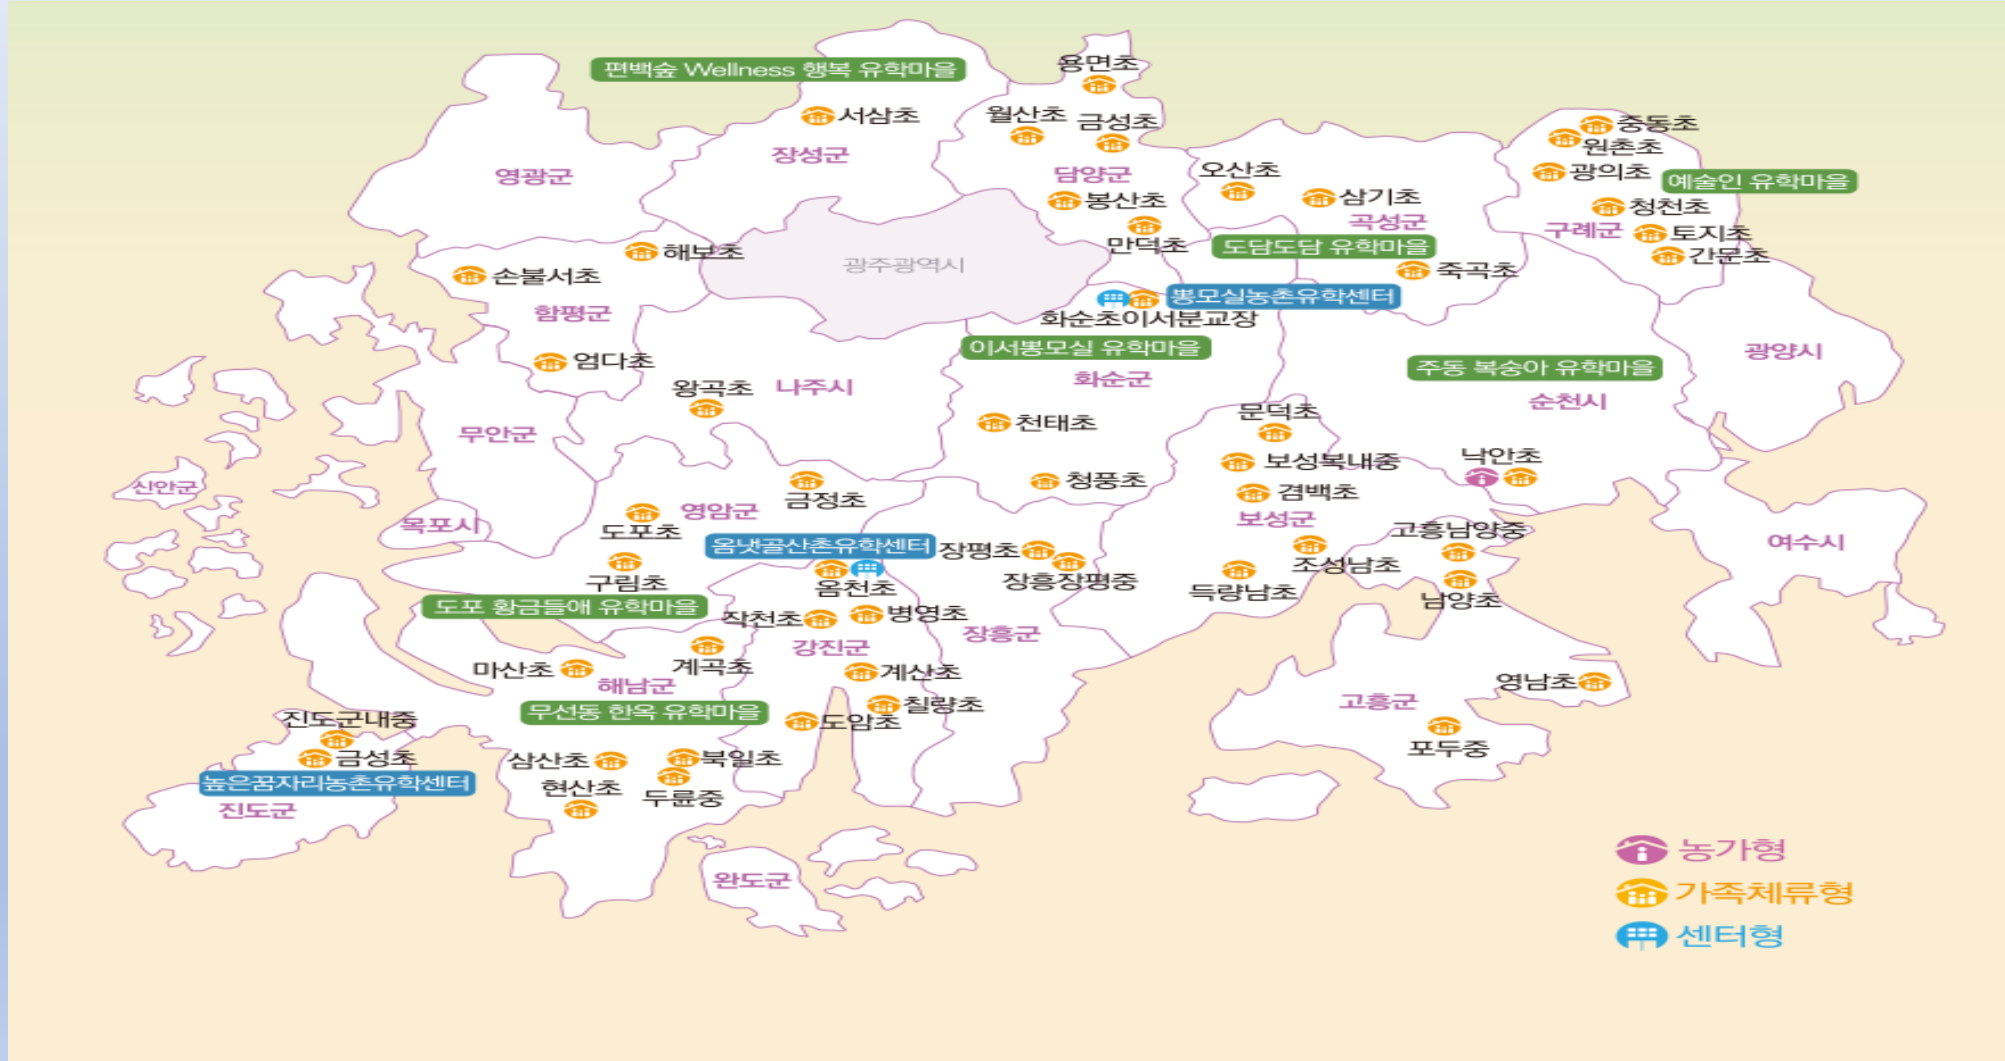 용면초
편백숲 Wellness 행복 유학마을
서삼초
월산초
금성초
중동초
원촌초
장성군
영광군
담양군
오산초
광의초
예술인 유학마을
봉산초
삼기초
청천초
곡성군
구례군
토지초
만덕초
도담도담 유학마을
해보초
간문초
광주광역시
손불서초
죽곡초
뽕모실농촌유학센터
함평군
화순초이서분교장
이서뽕모실 유학마을
광양시
엄다초
주동 복숭아 유학마을
왕곡초
나주시
화순군
순천시
문덕초
천태초
무안군
낙안초
보성복내중
청풍초
신안군
겸백초
금정초
영암군
목포시
보성군
도포초
고흥남양중
여수시
옴냇골산촌유학센터
장평초
조성남초
구림초
옴천초
장흥장평중
득량남초
남양초
도포 황금들애 유학마을
작천초
병영초
장흥군
강진군
마산초
계곡초
계산초
해남군
영남초
고흥군
칠량초
무선동 한옥 유학마을
진도군내중
도암초
포두중
금성초
삼산초
북일초
높은꿈자리농촌유학센터
현산초
두륜중
진도군
완도군
농가형
가족체류형
센터형